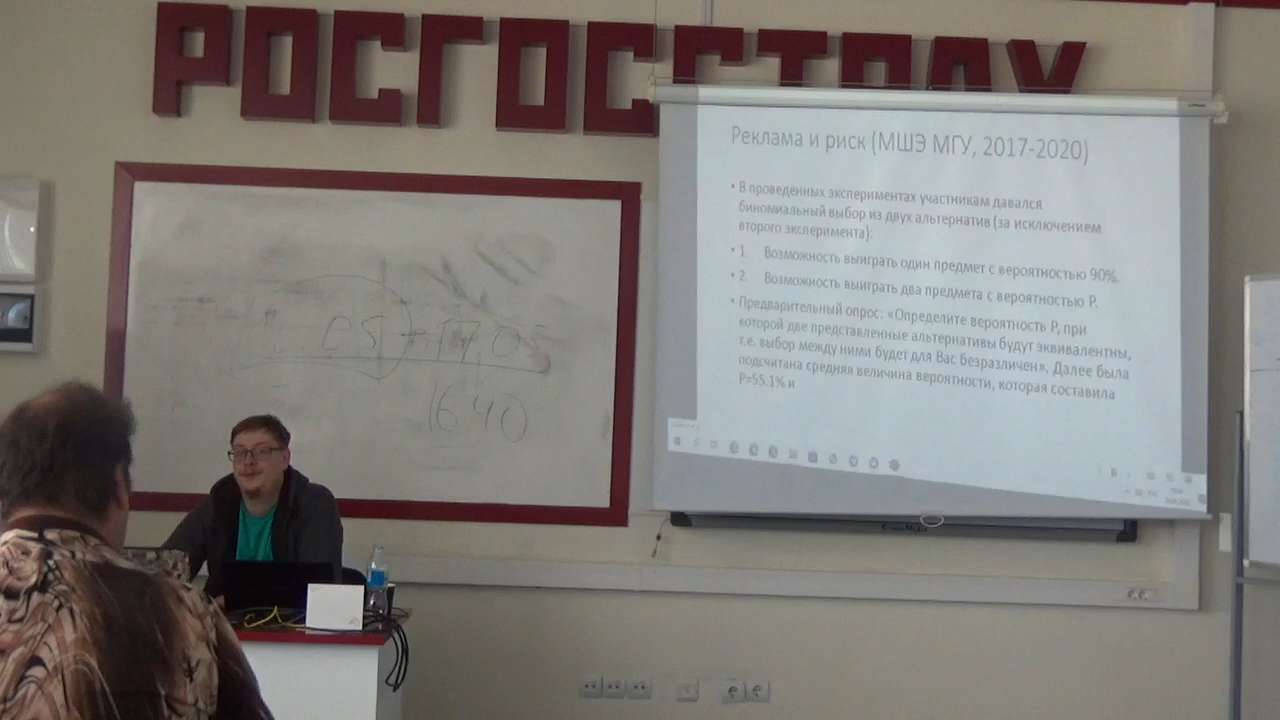 РОСГОССТРАХ
Реклама и риск (МШЭ МГУ, 2017-2020)
• В проведенных экспериментах участникам давался
биномиальный выбор из двух альтернатив (за исключением
второго эксперимента):
• 1. Возможность выиграть один предмет с вероятностью 90%.
• 2. Возможность выиграть два предмета с вероятностью P.
• Предварительный опрос: «Определите вероятность P, при
которой две представленные альтернативы будут эквивалентны,
т.е. выбор между ними будет для Вас безразличен». Далее была
подсчитана средняя величина вероятности, которая составила
P=55.1% и
16 40